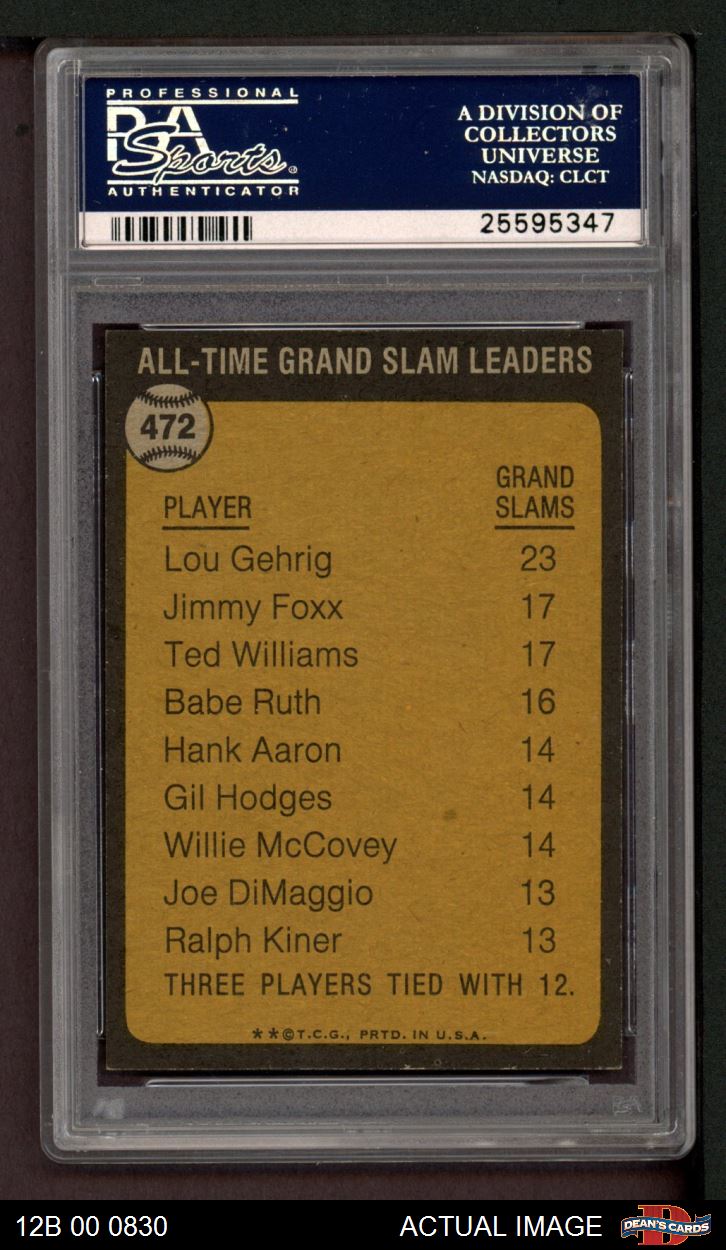 PROFESSIONAL
PSA
Sports
AUTHENTICATOR
A DIVISION OF
COLLECTORS
UNIVERSE
NASDAQ: CLCT
25595347
ALL-TIME GRAND SLAM LEADERS
472
PLAYER GRAND SLAMS
Lou Gehrig 23
Jimmy Foxx 17
Ted Williams 17
Babe Ruth 16
Hank Aaron 14
Gil Hodges 14
Willie McCovey 14
Joe DiMaggio 13
Ralph Kiner 13
THREE PLAYERS TIED WITH 12.
**©T.C.G., PRTD. IN U.S.A.
12B 00 0830 ACTUAL IMAGE DEAN'S CARDS